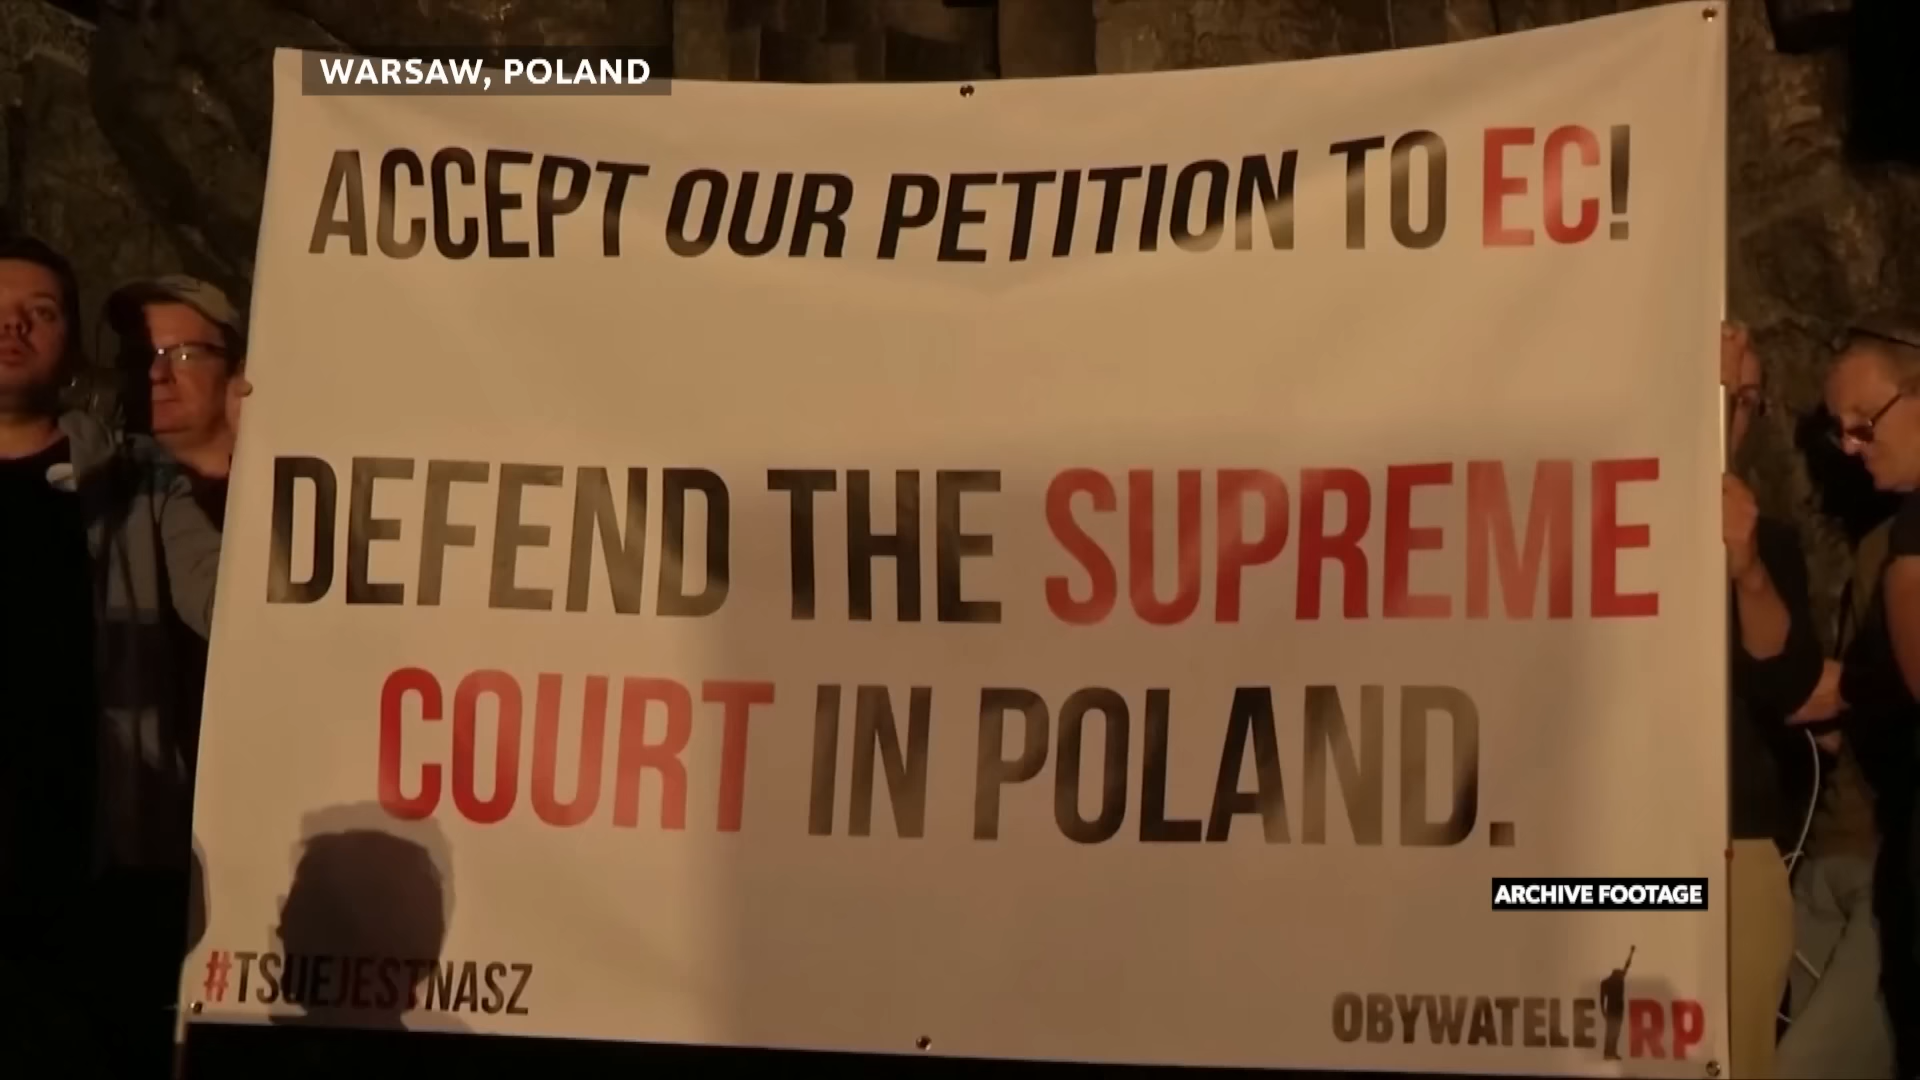 WARSAW, POLAND
ACCEPT OUR PETITION TO EC!
DEFEND THE SUPREME
COURT IN POLAND.
ARCHIVE FOOTAGE
#TSUEJESTNASZ
OBYWATELE RP